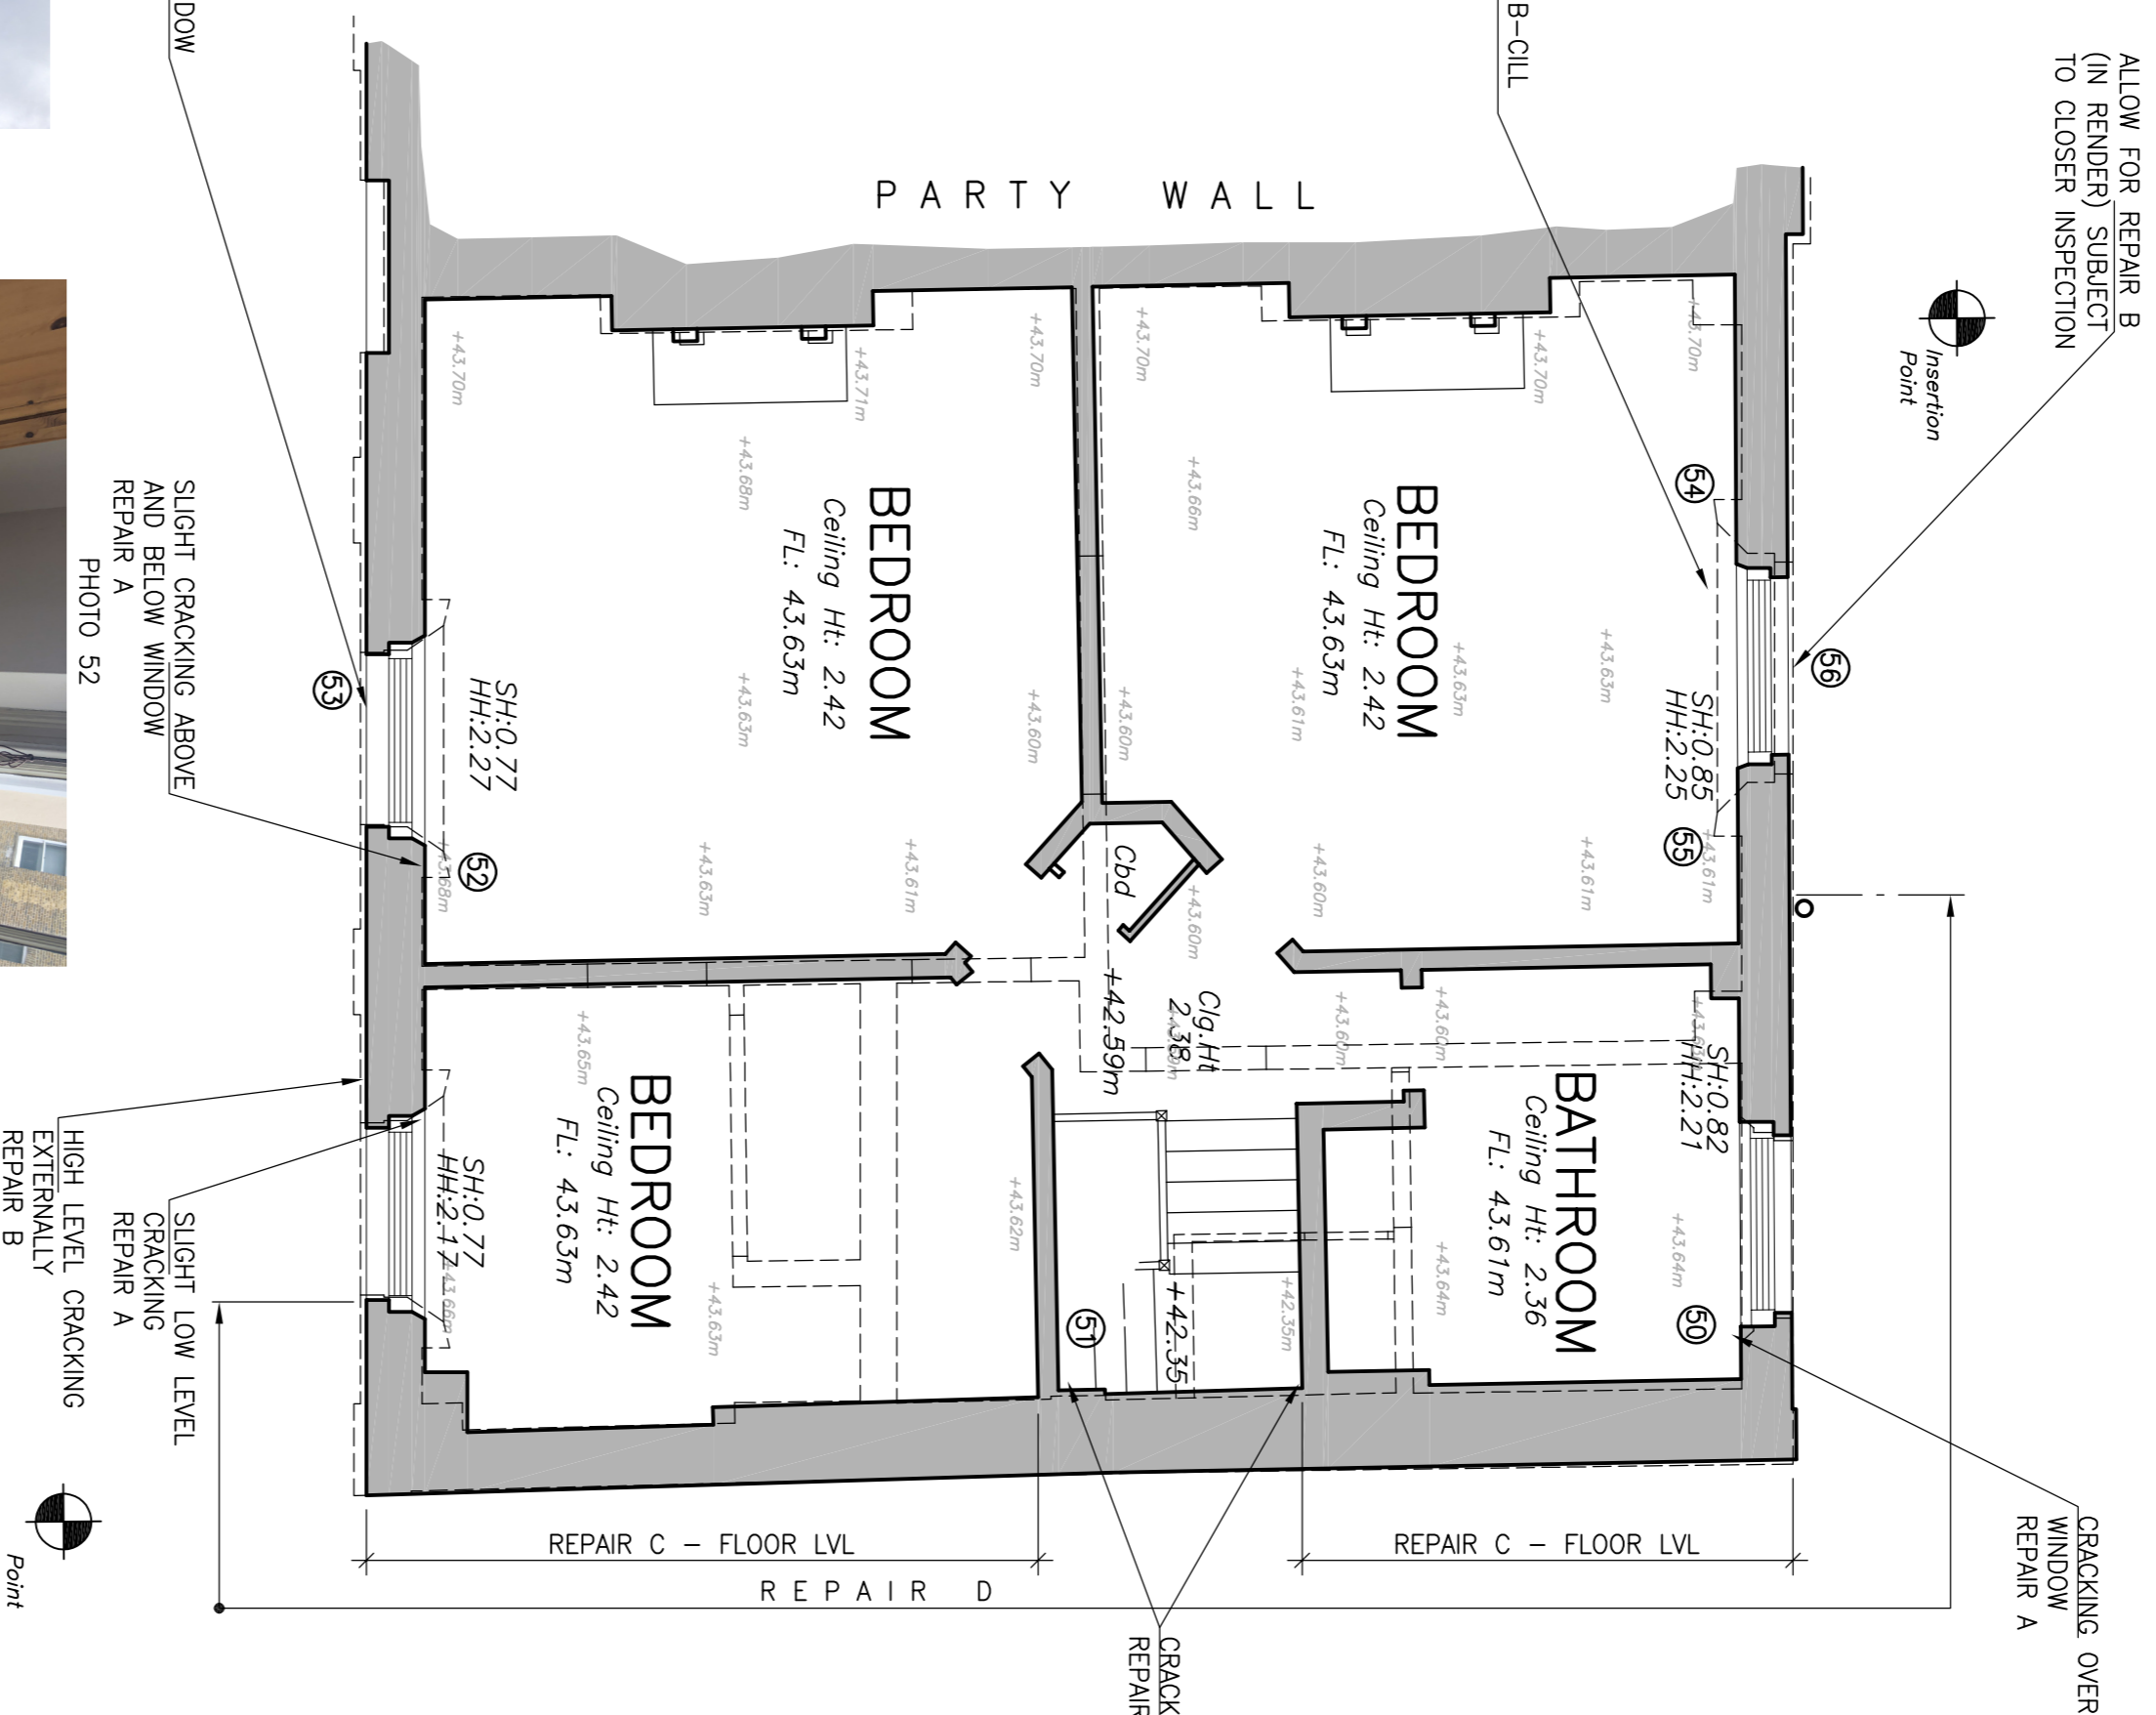 ALLOW FOR REPAIR B
(IN RENDER) SUBJECT
TO CLOSER INSPECTION
Insertion
Point
B-CILL
DOW
PARTY WALL
56
54
55
SH:0.85
HH:2.25
+43.70m
+43.70m
+43.70m
+43.66m
+43.63m
+43.63m
+43.61m
+43.60m
+43.61m
+43.61m
+43.60m
BEDROOM
Ceiling Ht: 2.42
FL: 43.63m
+43.60m
Cbd
+43.70m
+43.71m
+43.70m
+43.68m
+43.63m
+43.60m
+43.61m
+43.63m
+43.68m
BEDROOM
Ceiling Ht: 2.42
FL: 43.63m
SH:0.77
HH:2.27
53
52
SLIGHT CRACKING ABOVE
AND BELOW WINDOW
REPAIR A
PHOTO 52
Clg.Ht
2.38
+42.59m
+43.60m
+43.60m
SH:0.82
HH:2.21
BATHROOM
Ceiling Ht: 2.36
FL: 43.61m
+43.64m
+43.64m
50
+42.35m
+42.35
51
+43.65m
+43.62m
BEDROOM
Ceiling Ht: 2.42
FL: 43.63m
+43.63m
SH:0.77
HH:2.17
+43.66m
SLIGHT LOW LEVEL
CRACKING
REPAIR A
HIGH LEVEL CRACKING
EXTERNALLY
REPAIR B
REPAIR C – FLOOR LVL
REPAIR C – FLOOR LVL
REPAIR D
CRACKING OVER
WINDOW
REPAIR A
CRACK
REPAIR
Point